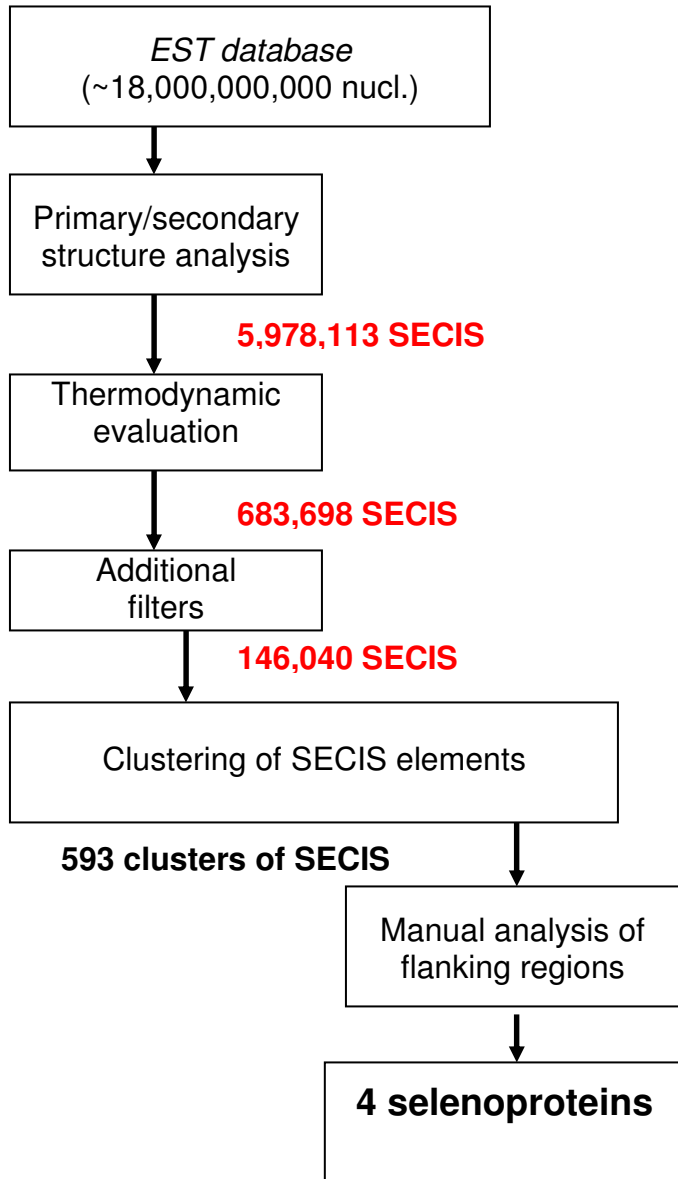 EST database
(~18,000,000,000 nucl.)
Primary/secondary
structure analysis
5,978,113 SECIS
Thermodynamic
evaluation
683,698 SECIS
Additional
filters
146,040 SECIS
Clustering of SECIS elements
593 clusters of SECIS
Manual analysis of
flanking regions
4 selenoproteins